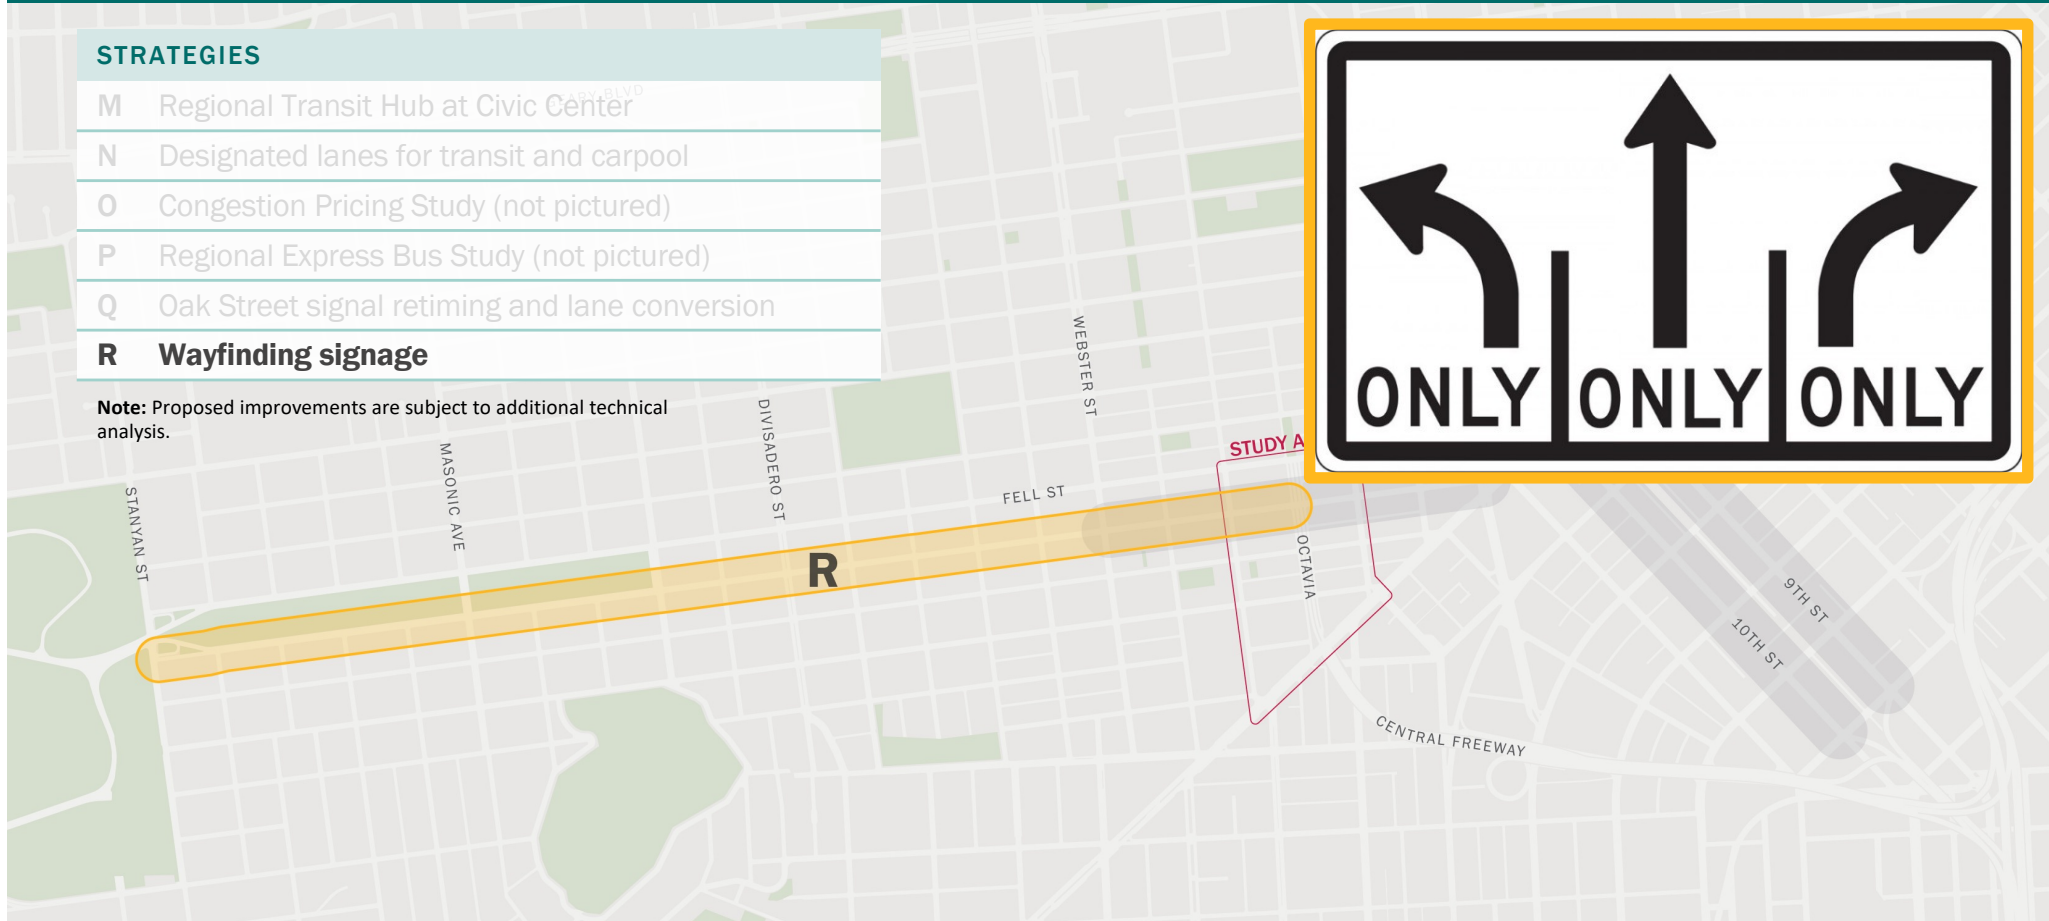 STRATEGIES
M Regional Transit Hub at Civic Center
GEARY BLVD
N Designated lanes for transit and carpool
O Congestion Pricing Study (not pictured)
P Regional Express Bus Study (not pictured)
Q Oak Street signal retiming and lane conversion
R Wayfinding signage
Note: Proposed improvements are subject to additional technical
analysis.
ONLY ONLY ONLY
STANYAN ST
MASONIC AVE
DIVISADERO ST
WEBSTER ST
FELL ST
STUDY A
R
OCTAVIA
9TH ST
10TH ST
CENTRAL FREEWAY